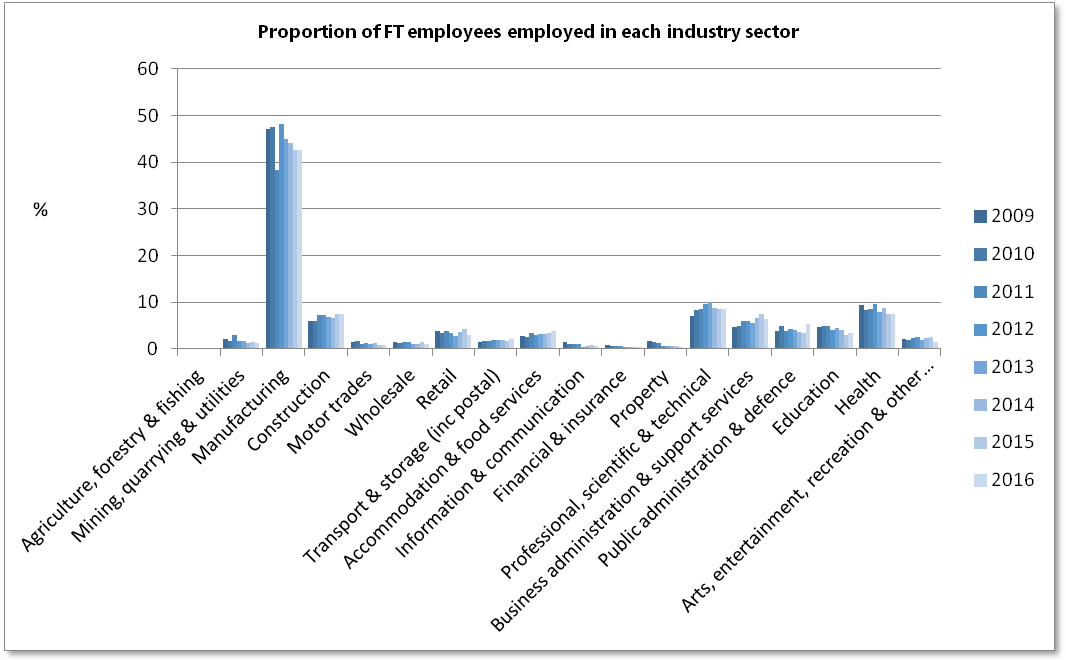 Proportion of FT employees employed in each industry sector
60
50
40
30
20
10
0
%
Agriculture, forestry & fishing
Mining, quarrying & utilities
Manufacturing
Construction
Motor trades
Wholesale
Retail
Transport & storage (inc postal)
Accommodation & food services
Information & communication
Financial & insurance
Property
Professional, scientific & technical
Business administration & support services
Public administration & defence
Education
Health
Arts, entertainment, recreation & other...
2009
2010
2011
2012
2013
2014
2015
2016